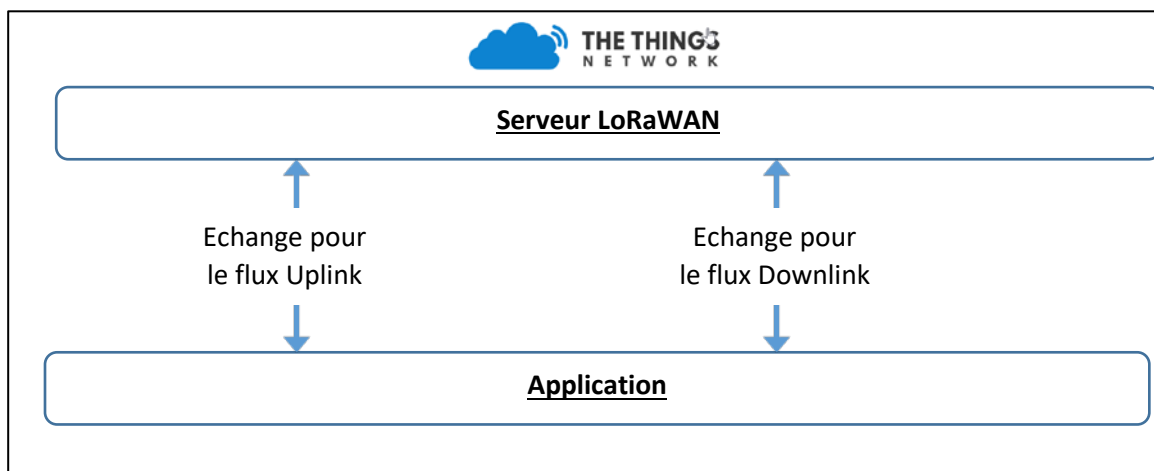 THE THINGS
NETWORK
Serveur LoRaWAN
Echange pour
le flux Uplink
Echange pour
le flux Downlink
Application